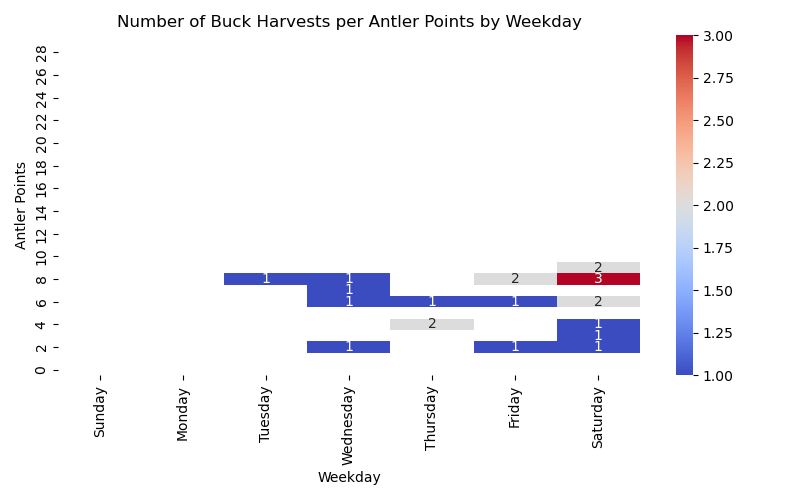 Number of Buck Harvests per Antler Points by Weekday
Antler Points
28
26
24
22
20
18
16
14
12
10
8
6
4
2
0
2
1 1 2 3
1
1 1 1 2
2 1
1
1 1 1
Sunday
Monday
Tuesday
Wednesday
Thursday
Friday
Saturday
Weekday
3.00
2.75
2.50
2.25
2.00
1.75
1.50
1.25
1.00